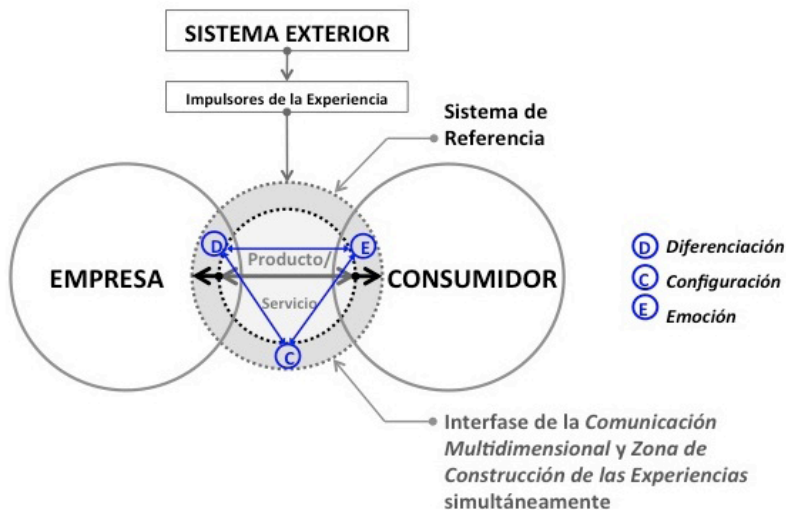 SISTEMA EXTERIOR
Impulsores de la Experiencia
Sistema de
Referencia
D
E
Producto/
EMPRESA
CONSUMIDOR
Servicio
C
D Diferenciación
C Configuración
E Emoción
Interfase de la Comunicación
Multidimensional y Zona de
Construcción de las Experiencias
simultáneamente